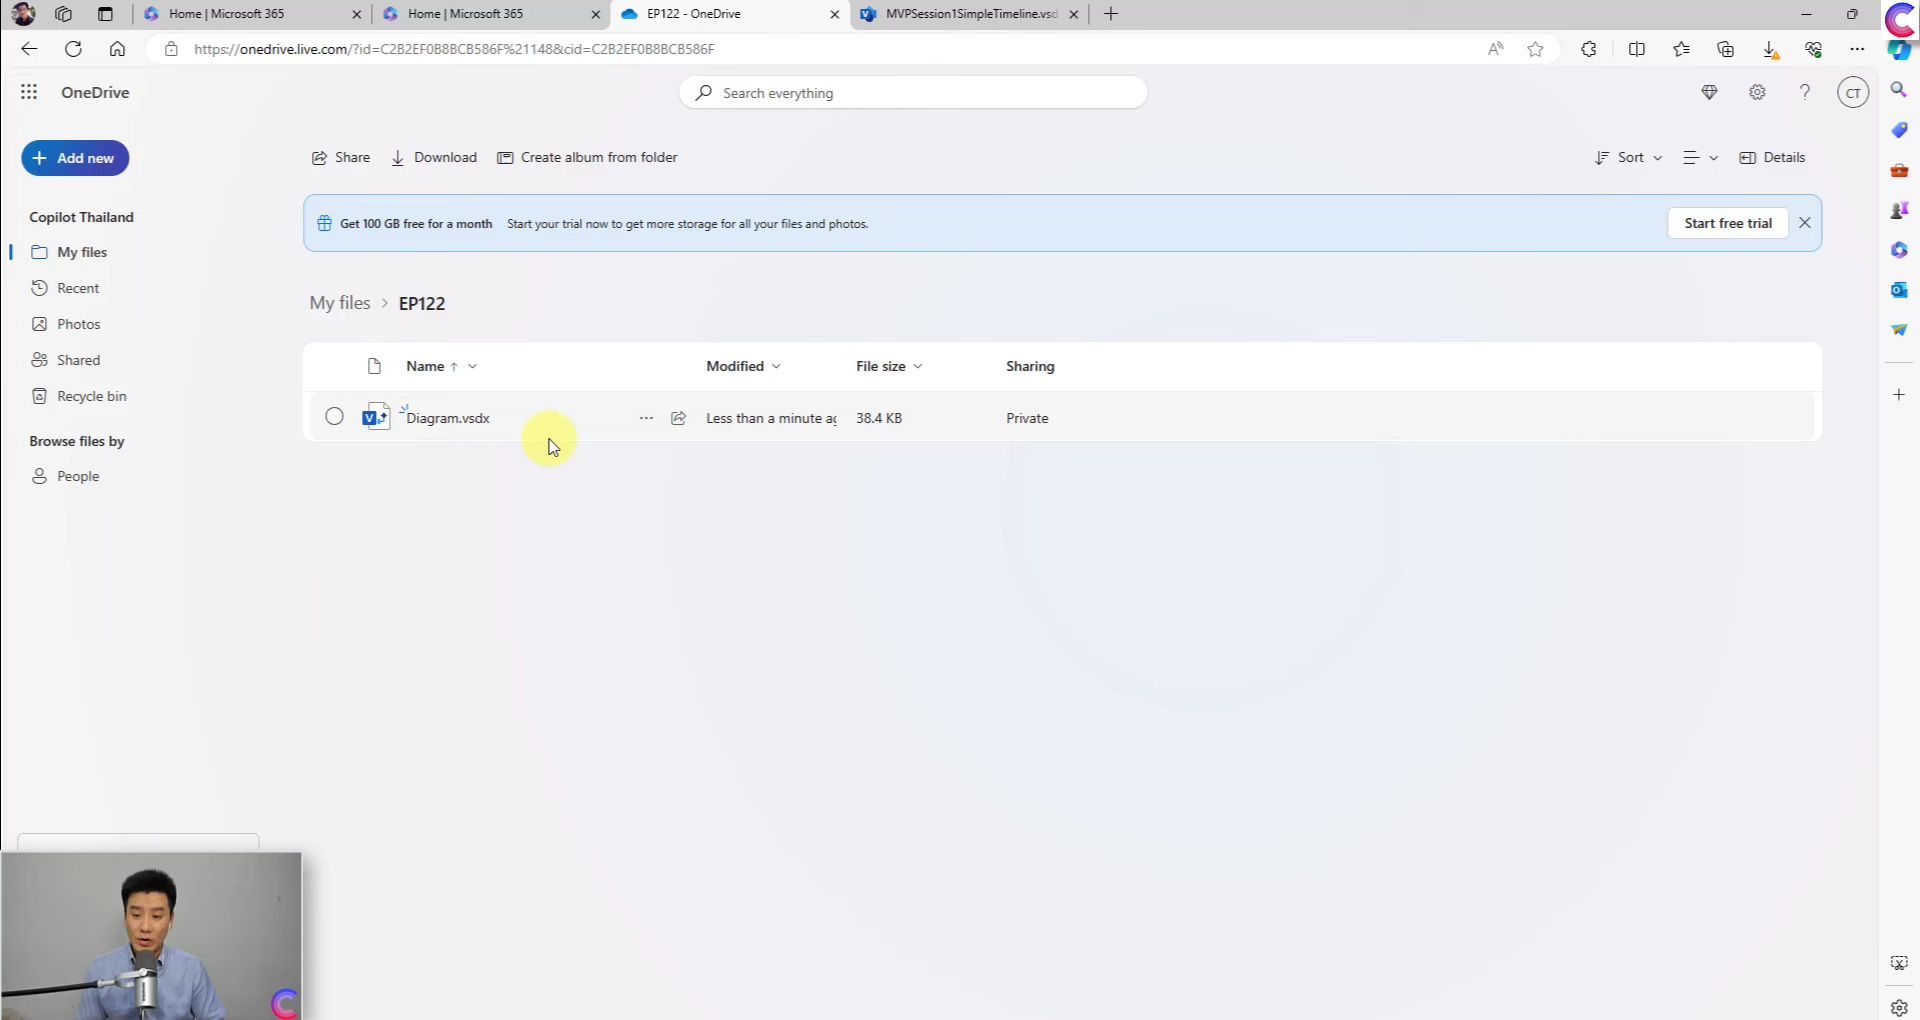 Home | Microsoft 365
Home | Microsoft 365
EP122 - OneDrive
MVPSession1SimpleTimeline.vsd
https://onedrive.live.com/?id=C2B2EF0B8BCB586F%21148&cid=C2B2EF0B8BCB586F
OneDrive
Search everything
CT
Add new
Share
Download
Create album from folder
Sort
Details
Copilot Thailand
Get 100 GB free for a month Start your trial now to get more storage for all your files and photos.
Start free trial
My files
Recent
Photos
Shared
Recycle bin
Browse files by
People
My files > EP122
Name
Modified
File size
Sharing
Diagram.vsdx
Less than a minute ag
38.4 KB
Private